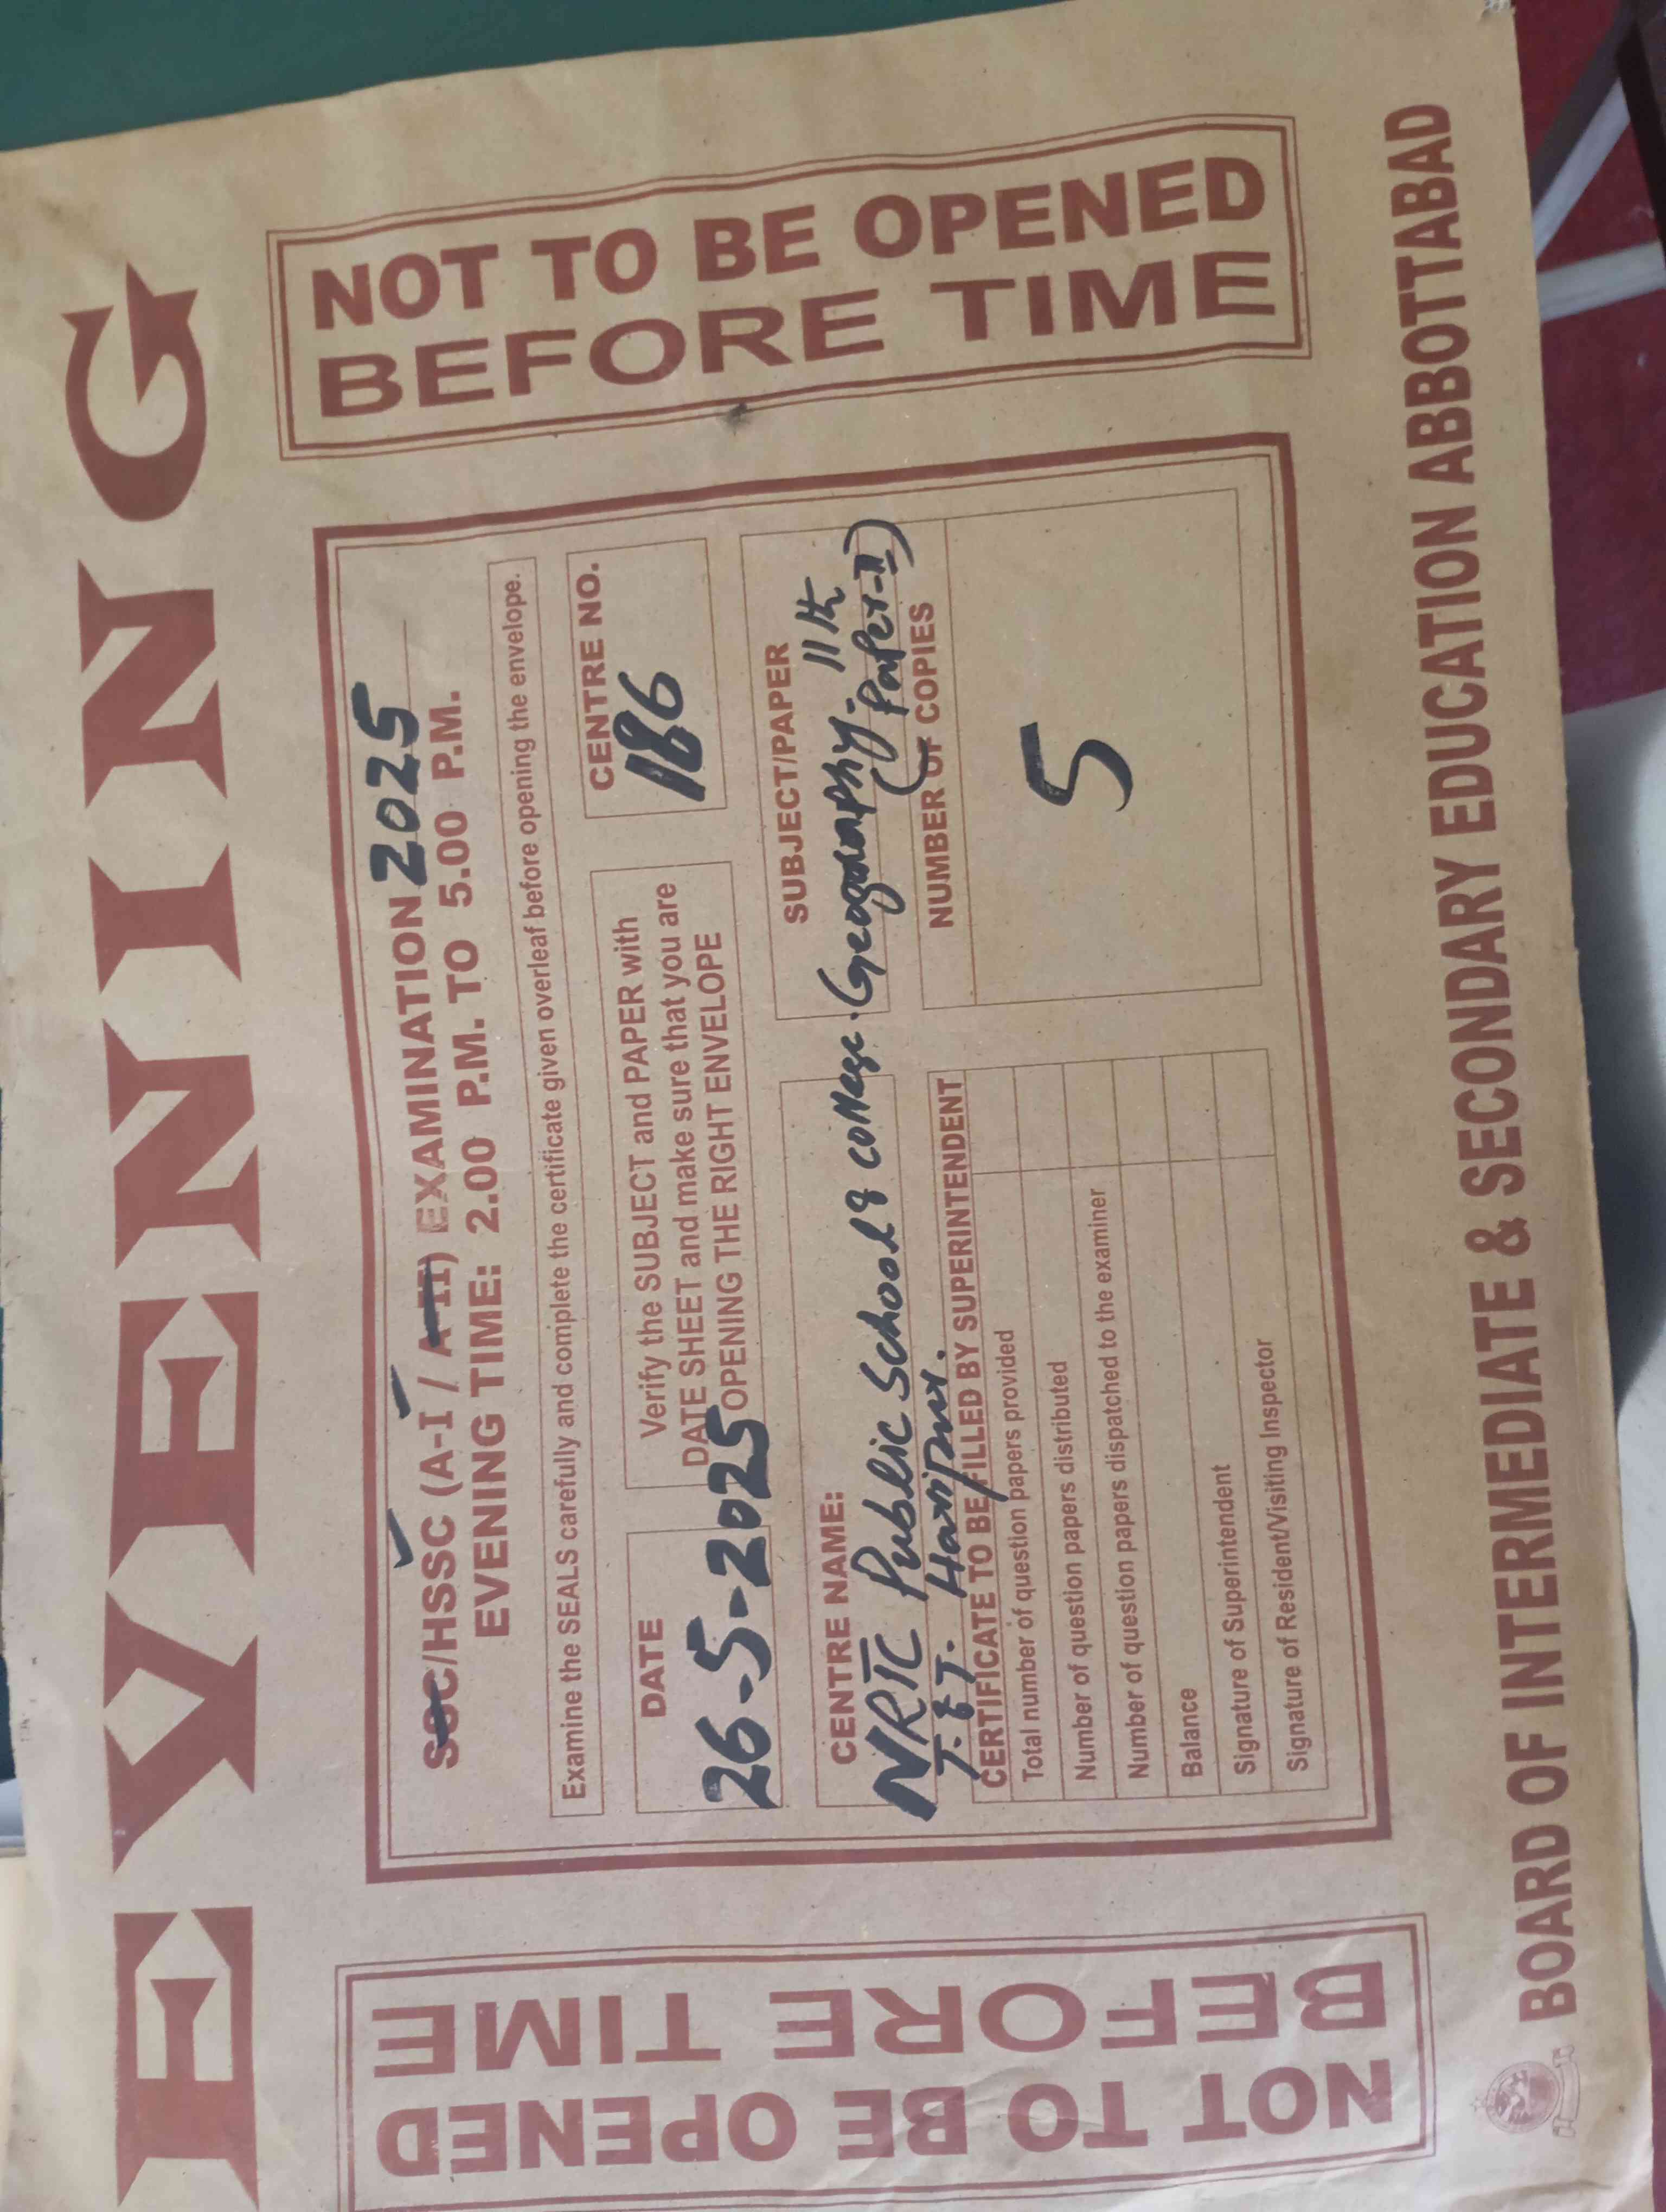 EVENING
NOT TO BE OPENED
BEFORE TIME
SSC/HSSC (A-I / A-II) EXAMINATION 2025
EVENING TIME: 2.00 P.M. TO 5.00 P.M.
Examine the SEALS carefully and complete the certificate given overleaf before opening the envelope.
DATE
26-5-2025
Verify the SUBJECT and PAPER with
DATE SHEET and make sure that you are
OPENING THE RIGHT ENVELOPE
CENTRE NO.
186
CENTRE NAME:
NRTC Public School & College
T.&T. Haripur.
SUBJECT/PAPER
Geography. 11th
(Paper-II)
CERTIFICATE TO BE FILLED BY SUPERINTENDENT
Total number of question papers provided
Number of question papers distributed
Number of question papers dispatched to the examiner
Balance
Signature of Superintendent
Signature of Resident/Visiting Inspector
NUMBER OF COPIES
5
NOT TO BE OPENED
BEFORE TIME
BOARD OF INTERMEDIATE & SECONDARY EDUCATION ABBOTTABAD